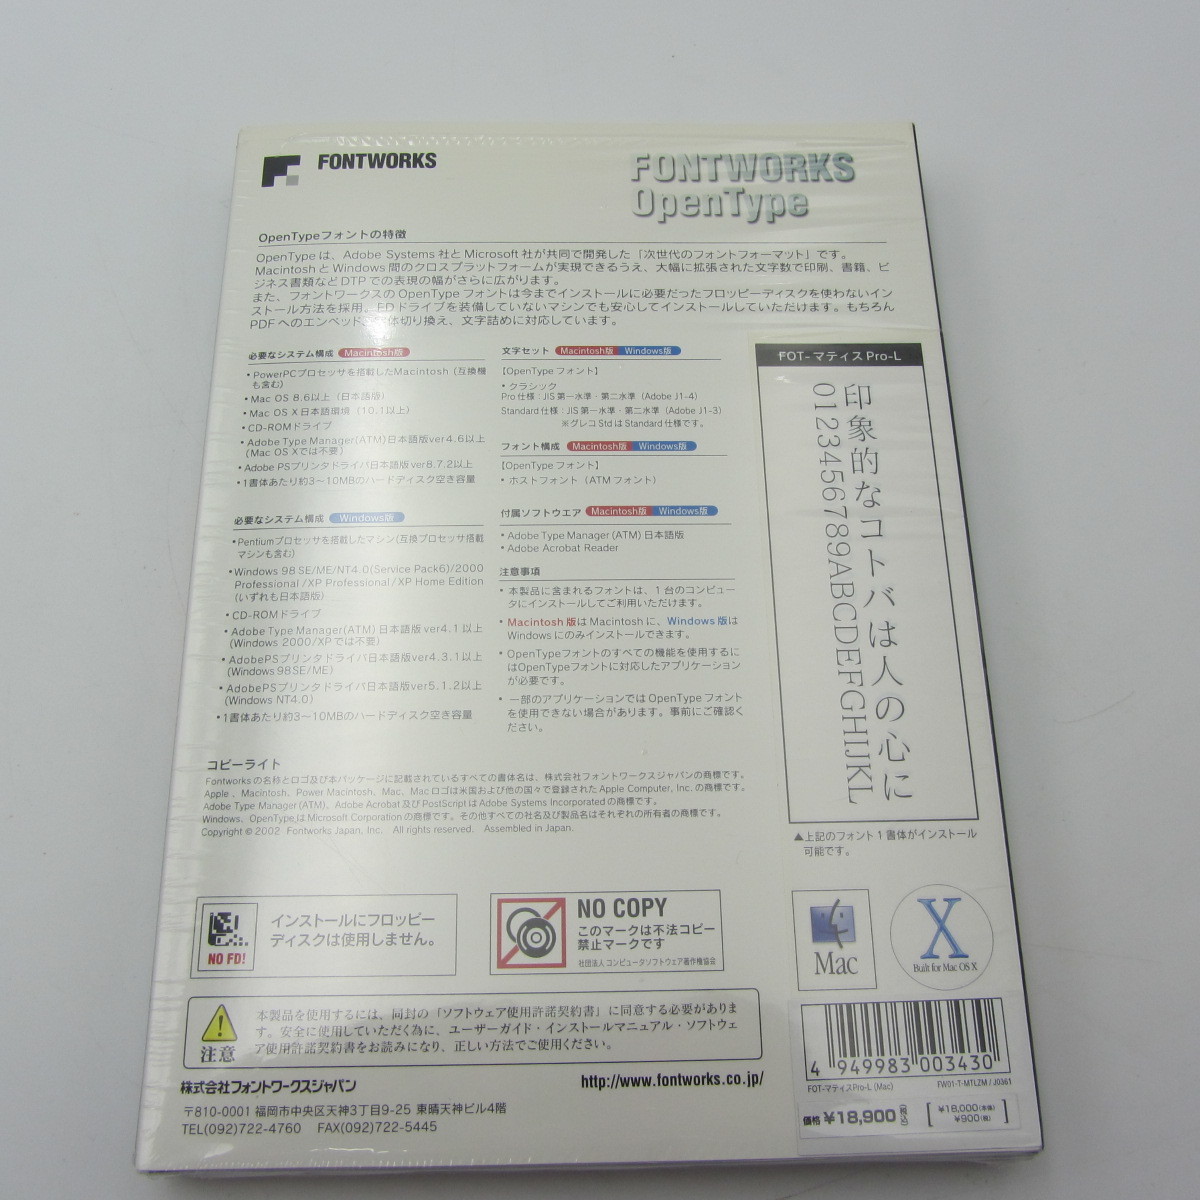 FONTWORKS
FONTWORKS
OpenType
OpenTypeフォントの特徴
OpenTypeは、Adobe Systems社とMicrosoft社が共同で開発した「次世代のフォントフォーマット」です。
MacintoshとWindows間のクロスプラットフォームが実現できるうえ、大幅に拡張された文字数で印刷、書籍、ビ
ジネス書類などDTPでの表現の幅がさらに広がります。
また、フォントワークスのOpenTypeフォントは今までインストールに必要だったフロッピーディスクを使わないイン
ストール方法を採用。FDドライブを装備していないマシンでも安心してインストールしていただけます。もちろん
PDFへのエンベッド、 体切り換え、文字詰めに対応しています。
必要なシステム構成 Macintosh版
・PowerPCプロセッサを搭載したMacintosh（互換機
も含む）
・Mac OS 8.6以上（日本語版）
・Mac OS X日本語環境（10.1以上）
・CD-ROMドライブ
・Adobe Type Manager(ATM)日本語版ver4.6以上
(Mac OS Xでは不要)
・Adobe PSプリンタドライバ日本語版ver8.7.2以上
・1書体あたり約3〜10MBのハードディスク空き容量
必要なシステム構成 Windows版
・Pentiumプロセッサを搭載したマシン(互換プロセッサ搭載
マシンも含む)
・Windows 98 SE/ME/NT4.0(Service Pack6)/2000
Professional/XP Professional/XP Home Edition
(いずれも日本語版)
・CD-ROMドライブ
・Adobe Type Manager(ATM)日本語版ver4.1以上
(Windows 2000/XPでは不要)
・AdobePSプリンタドライバ日本語版ver4.3.1以上
(Windows 98SE/ME)
・AdobePSプリンタドライバ日本語版ver5.1.2以上
(Windows NT4.0)
・1書体あたり約3〜10MBのハードディスク空き容量
文字セット Macintosh版 Windows版
【OpenTypeフォント】
・クラシック
Pro仕様：JIS第一水準・第二水準（Adobe J1-4）
Standard仕様：JIS第一水準・第二水準（Adobe J1-3）
※グレコStdはStandard仕様です。
フォント構成 Macintosh版 Windows版
【OpenTypeフォント】
・ホストフォント（ATMフォント）
付属ソフトウエア Macintosh版 Windows版
・Adobe Type Manager(ATM)日本語版
・Adobe Acrobat Reader
注意事項
・本製品に含まれるフォントは、1台のコンピュー
タにインストールしてご利用いただけます。
・Macintosh版はMacintoshに、Windows版は
Windowsにのみインストールできます。
・OpenTypeフォントのすべての機能を使用するに
はOpenTypeフォントに対応したアプリケーション
が必要です。
・一部のアプリケーションではOpenTypeフォント
を使用できない場合があります。事前にご確認く
ださい。
FOT-マティスPro-L
印象的なコトバは人の心に
0123456789ABCDEFGHIJKL
▲上記のフォント1書体がインストール
可能です。
コピーライト
Fontworksの名称とロゴ及び本パッケージに記載されているすべての書体名は、株式会社フォントワークスジャパンの商標です。
Apple、Macintosh、Power Macintosh、Mac、Macロゴは米国および他の国々で登録されたApple Computer, Inc.の商標です。
Adobe Type Manager(ATM)、Adobe Acrobat及びPostScriptはAdobe Systems Incorporatedの商標です。
Windows、OpenTypeはMicrosoft Corporationの商標です。その他すべての社名及び製品名はそれぞれの所有者の商標です。
Copyright © 2002 Fontworks Japan, Inc. All rights reserved. Assembled in Japan.
NO FD!
インストールにフロッピー
ディスクは使用しません。
NO COPY
このマークは不法コピー
禁止マークです
社団法人 コンピュータソフトウェア著作権協会
Mac
X
Built for Mac OS X
注意
本製品を使用するには、同封の「ソフトウェア使用許諾契約書」に同意する必要がありま
す。安全に使用していただく為に、ユーザーガイド・インストールマニュアル・ソフトウェ
ア使用許諾契約書をお読みになり、正しい方法でご使用ください。
株式会社フォントワークスジャパン
http://www.fontworks.co.jp/
〒810-0001 福岡市中央区天神3丁目9-25 東晴天神ビル4階
TEL(092)722-4760 FAX(092)722-5445
4 949983 003430
FOT-マティスPro-L (Mac) FW01-T-MTLZM / J0361
価格 ¥18,900 (税込) [ ¥18,000(本体) ¥900(税) ]